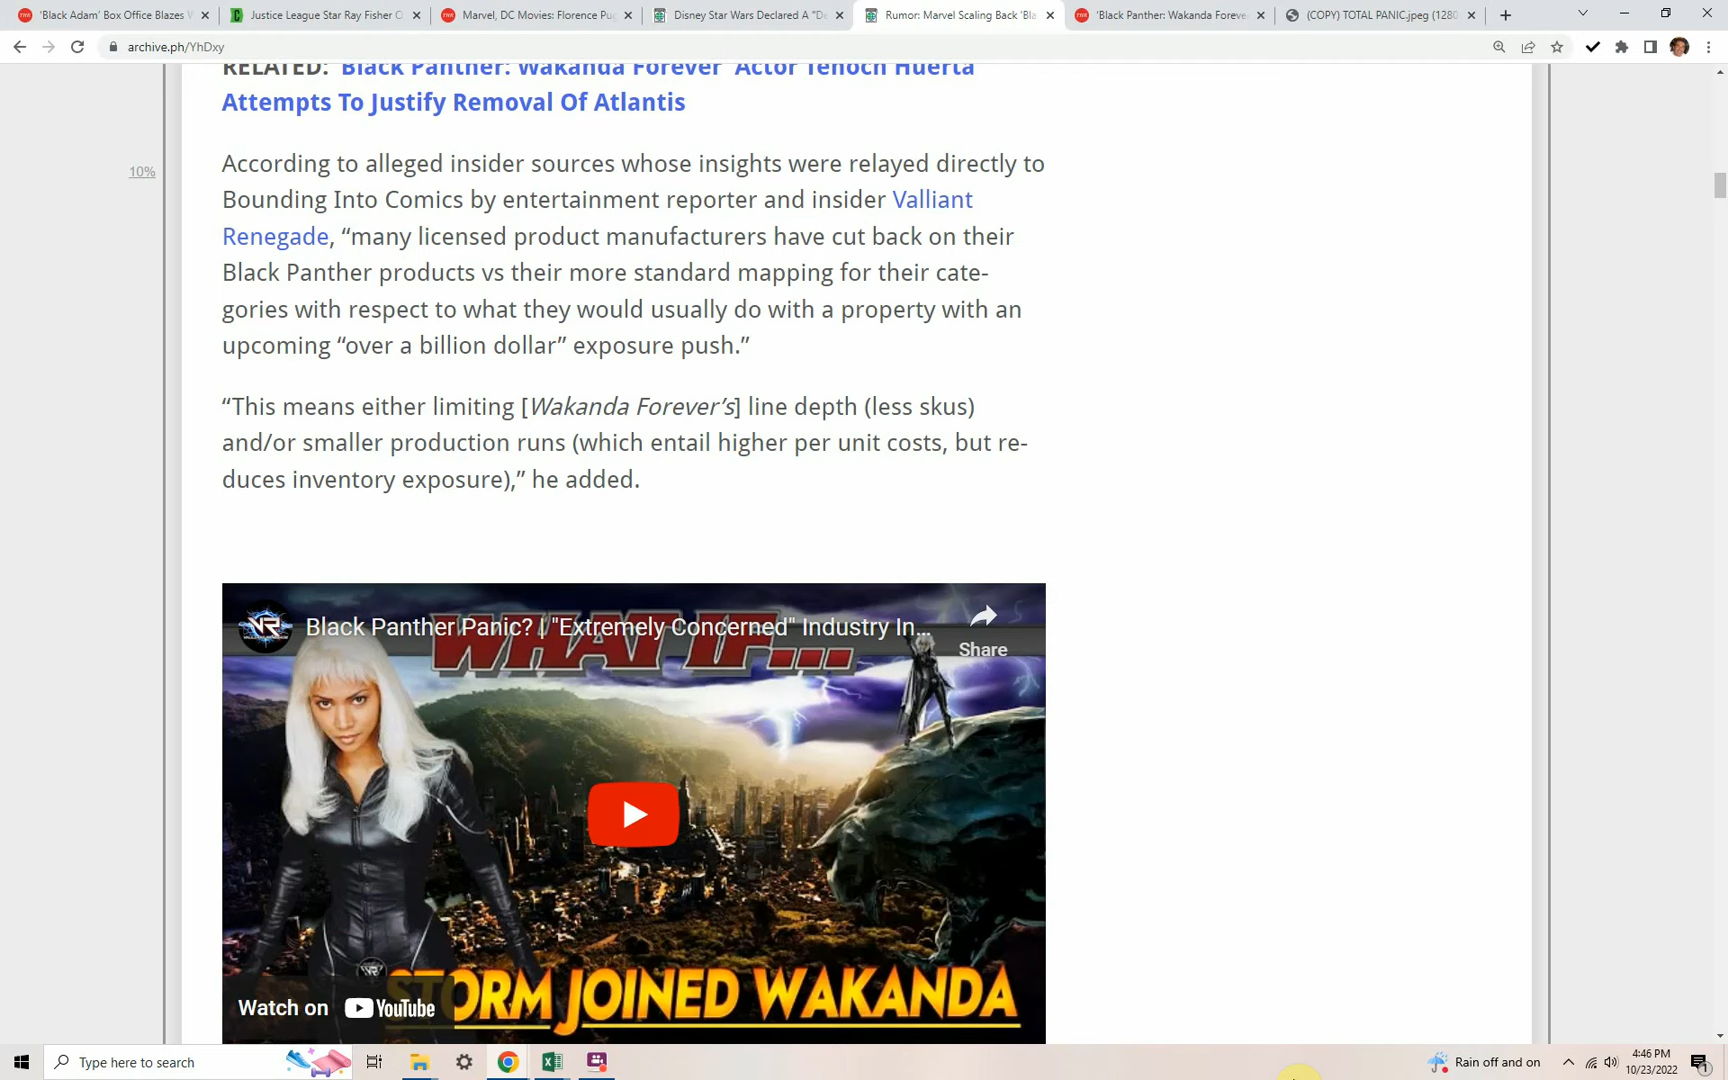 'Black Adam' Box Office Blazes W
Justice League Star Ray Fisher O
Marvel, DC Movies: Florence Pug
Disney Star Wars Declared A "De
Rumor: Marvel Scaling Back 'Bla
'Black Panther: Wakanda Foreve
(COPY) TOTAL PANIC.jpeg (1280
archive.ph/YhDxy
RELATED: 'Black Panther: Wakanda Forever' Actor Tenoch Huerta
Attempts To Justify Removal Of Atlantis
10%
According to alleged insider sources whose insights were relayed directly to
Bounding Into Comics by entertainment reporter and insider Valliant
Renegade, “many licensed product manufacturers have cut back on their
Black Panther products vs their more standard mapping for their cate-
gories with respect to what they would usually do with a property with an
upcoming “over a billion dollar” exposure push.”
“This means either limiting [Wakanda Forever’s] line depth (less skus)
and/or smaller production runs (which entail higher per unit costs, but re-
duces inventory exposure),” he added.
Black Panther Panic? | "Extremely Concerned" Industry In...
WHAT IF...
Share
VR
STORM JOINED WAKANDA
Watch on YouTube
Type here to search
Rain off and on
4:46 PM
10/23/2022
1